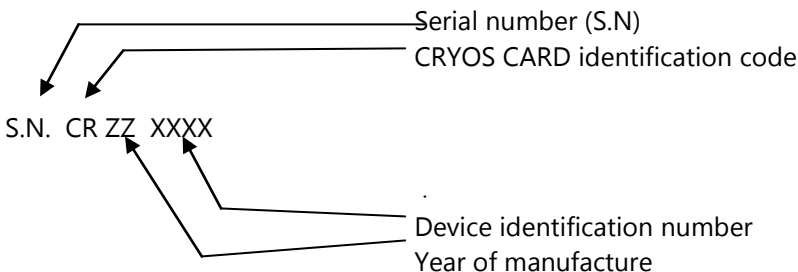 Serial number (S.N)
CRYOS CARD identification code
S.N. CR ZZ XXXX
.
Device identification number
Year of manufacture